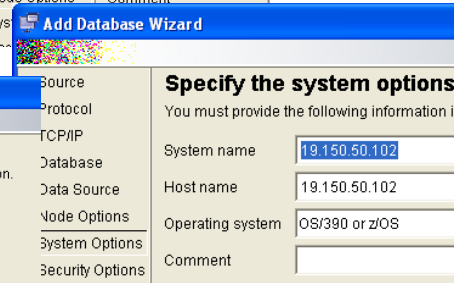 Add Database Wizard
Source
Protocol
TCP/IP
Database
Data Source
Node Options
System Options
Security Options
Specify the system options
You must provide the following information i
System name 19.150.50.102
Host name 19.150.50.102
Operating system OS/390 or z/OS
Comment
on.